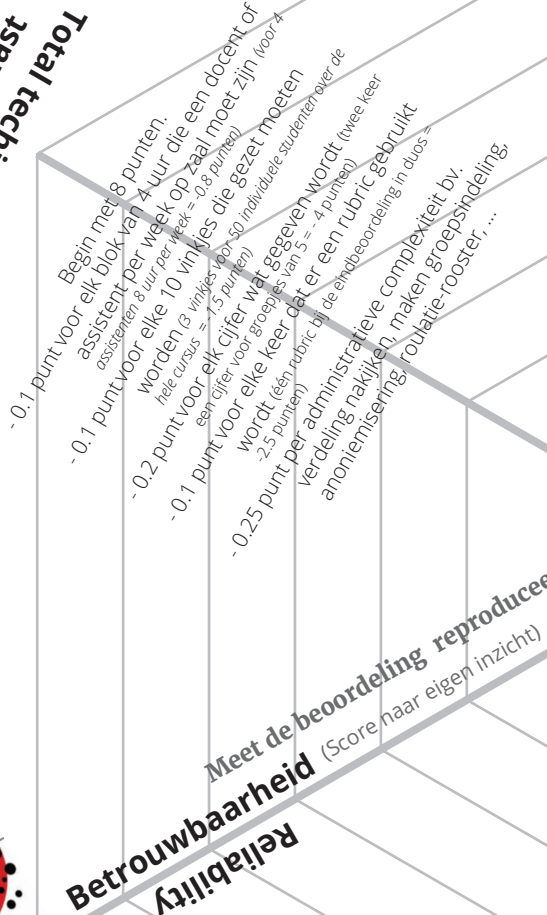 Total
Begin met 8 punten.
- 0.1 punt voor elk blok van 4 uur die een docent of
assistent per week op zaal moet zijn (voor 4
assistenten 8 uur per week = -0.8 punten)
- 0.1 punt voor elke 10 vinkjes die gezet moeten
worden (3 vinkjes voor 50 individuele studenten over de
hele cursus = -1.5 punten)
- 0.2 punt voor elk cijfer wat gegeven wordt (twee keer
een cijfer voor groepjes van 5 = - 4 punten)
- 0.1 punt voor elke keer dat er een rubric gebruikt
wordt (één rubric bij de eindbeoordeling in duos =
-2.5 punten)
- 0.25 punt per administratieve complexiteit bv.
verdeling nakijken, maken groepsindeling,
anoniemisering, roulatie-rooster, ...
Meet de beoordeling reproducee
Betrouwbaarheid (Score naar eigen inzicht)
Reliability